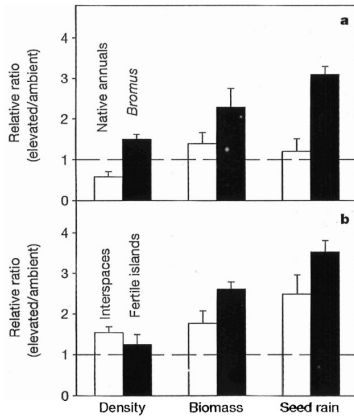 a
Relative ratio
(elevated/ambient)
4
3
2
1
0
Native annuals
Bromus
b
Relative ratio
(elevated/ambient)
4
3
2
1
0
Interspaces
Fertile islands
Density
Biomass
Seed rain